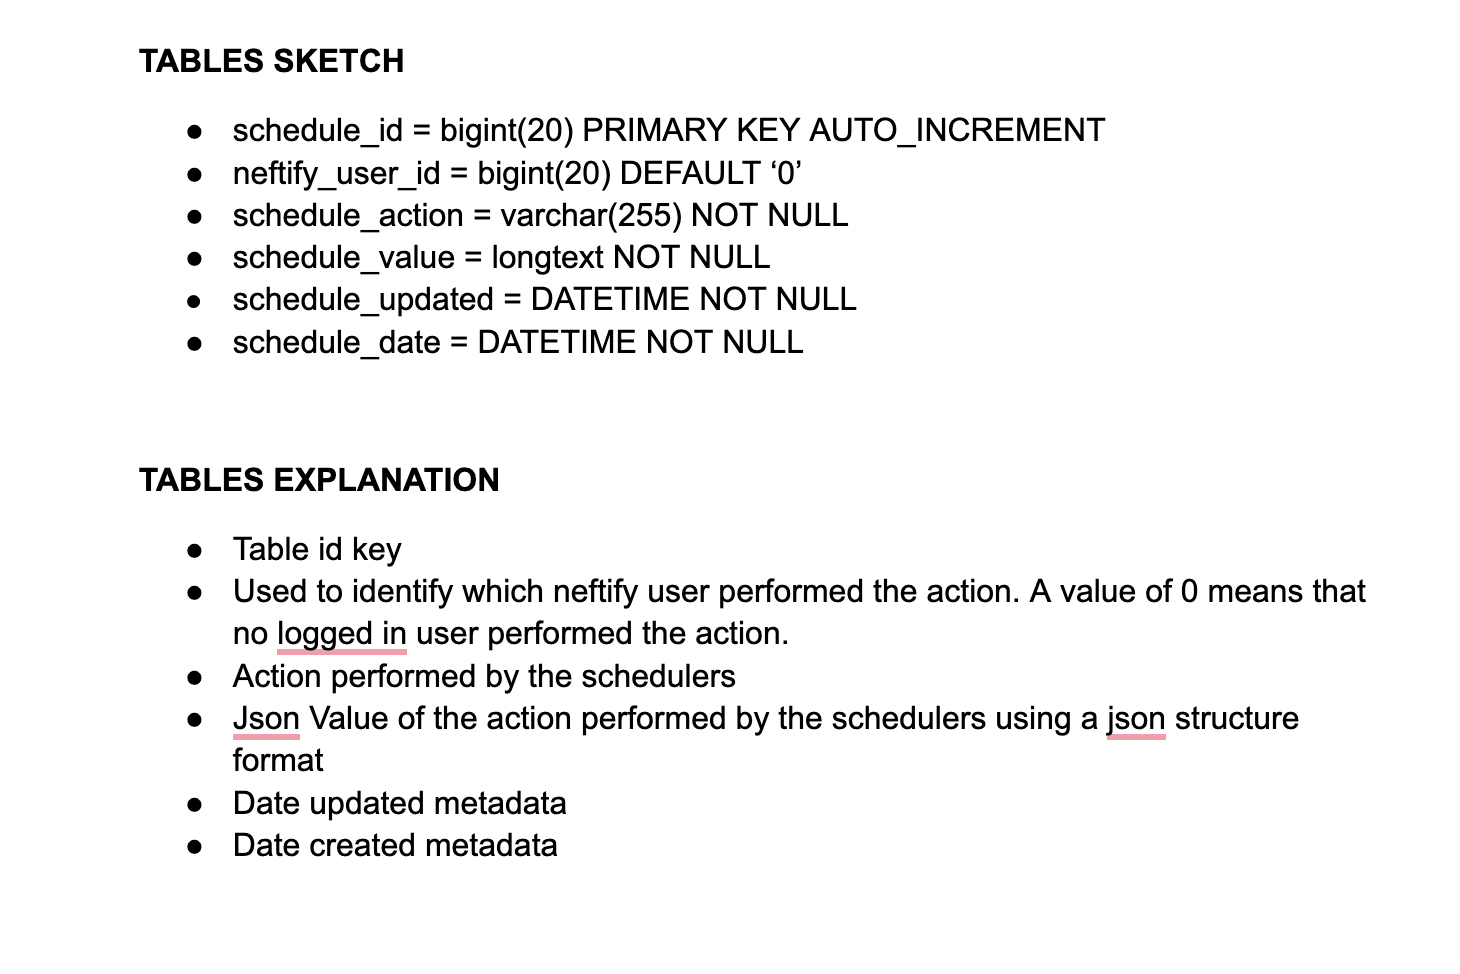 TABLES SKETCH
● schedule_id = bigint(20) PRIMARY KEY AUTO_INCREMENT
● neftify_user_id = bigint(20) DEFAULT ‘0’
● schedule_action = varchar(255) NOT NULL
● schedule_value = longtext NOT NULL
● schedule_updated = DATETIME NOT NULL
● schedule_date = DATETIME NOT NULL
TABLES EXPLANATION
● Table id key
● Used to identify which neftify user performed the action. A value of 0 means that
no logged in user performed the action.
● Action performed by the schedulers
● Json Value of the action performed by the schedulers using a json structure
format
● Date updated metadata
● Date created metadata